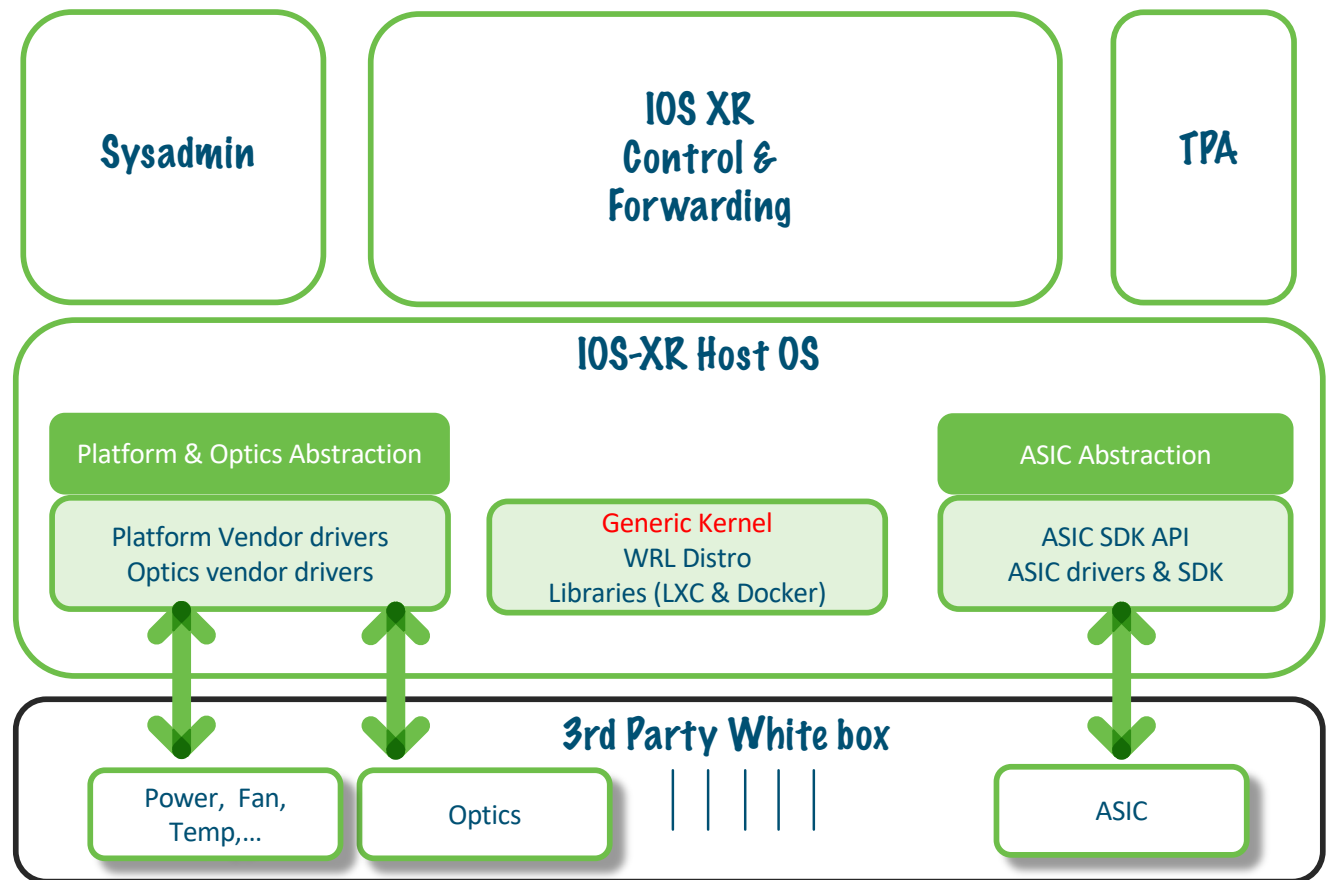 Sysadmin
IOS XR
Control &
Forwarding
TPA
IOS-XR Host OS
Platform & Optics Abstraction
Platform Vendor drivers
Optics vendor drivers
Generic Kernel
WRL Distro
Libraries (LXC & Docker)
ASIC Abstraction
ASIC SDK API
ASIC drivers & SDK
3rd Party White box
Power, Fan,
Temp,...
Optics
ASIC